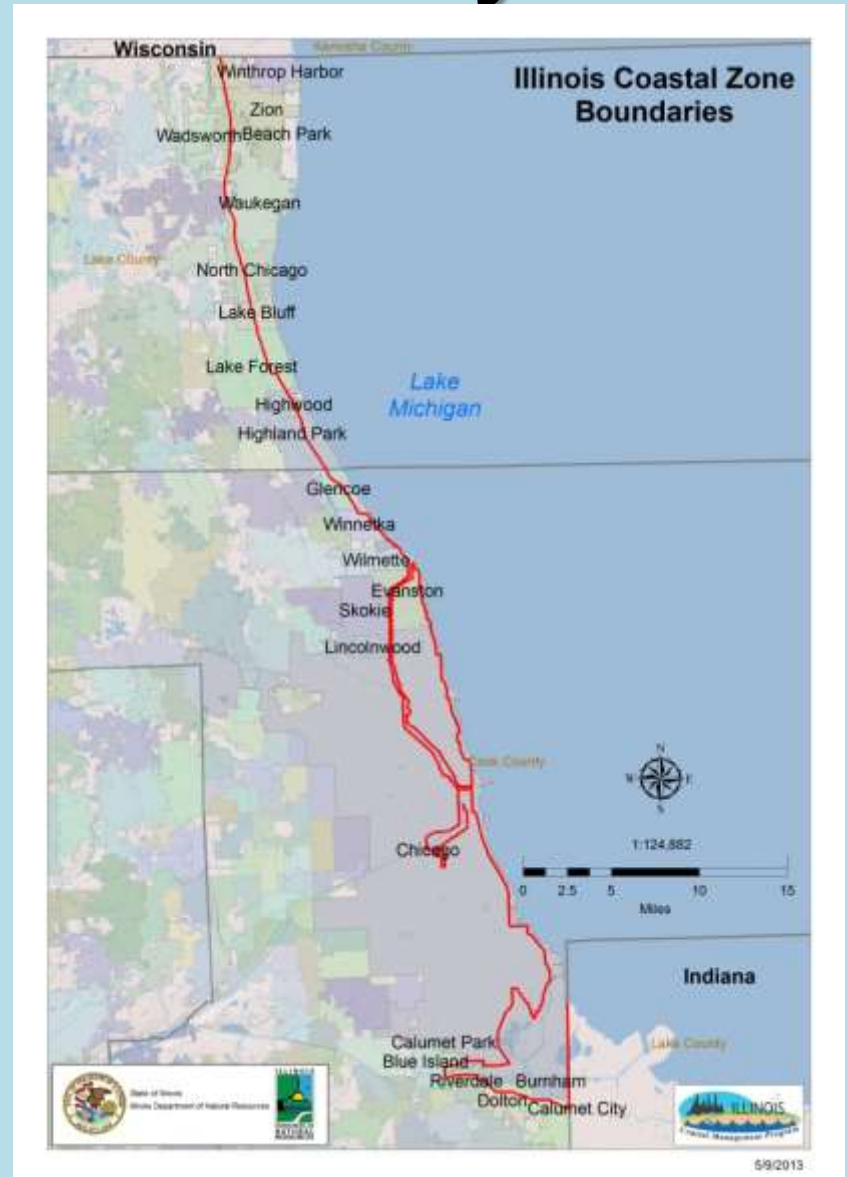 Wisconsin
Kenosha County
Illinois Coastal Zone
Boundaries
Winthrop Harbor
Zion
Wadsworth
Beach Park
Waukegan
Lake County
North Chicago
Lake Bluff
Lake Forest
Lake
Michigan
Highwood
Highland Park
Glencoe
Winnetka
Wilmette
Evanston
Skokie
Lincolnwood
Cook County
N
W
E
S
1:124,882
Chicago
0 2.5 5 10 15
Miles
Indiana
Calumet Park
Lake County
Blue Island
Riverdale
Burnham
Dolton
Calumet City
State of Illinois
Illinois Department of Natural Resources
ILLINOIS
NATURAL
RESOURCES
ILLINOIS
Coastal Management Program
5/9/2013